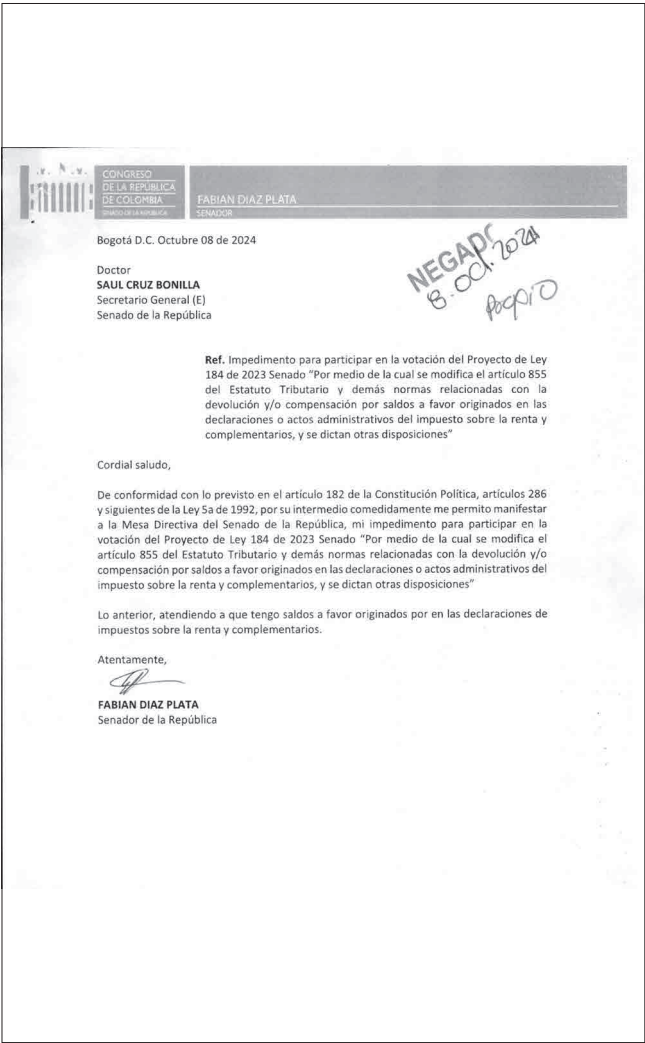 CONGRESO
DE LA REPÚBLICA
DE COLOMBIA
SENADO DE LA REPÚBLICA
FABIAN DIAZ PLATA
SENADOR
Bogotá D.C. Octubre 08 de 2024
NEGADO
8. Oct. 2024
Doctor
SAUL CRUZ BONILLA
Secretario General (E)
Senado de la República
Ref. Impedimento para participar en la votación del Proyecto de Ley
184 de 2023 Senado "Por medio de la cual se modifica el artículo 855
del Estatuto Tributario y demás normas relacionadas con la
devolución y/o compensación por saldos a favor originados en las
declaraciones o actos administrativos del impuesto sobre la renta y
complementarios, y se dictan otras disposiciones"
Cordial saludo,
De conformidad con lo previsto en el artículo 182 de la Constitución Política, artículos 286
y siguientes de la Ley 5a de 1992, por su intermedio comedidamente me permito manifestar
a la Mesa Directiva del Senado de la República, mi impedimento para participar en la
votación del Proyecto de Ley 184 de 2023 Senado "Por medio de la cual se modifica el
artículo 855 del Estatuto Tributario y demás normas relacionadas con la devolución y/o
compensación por saldos a favor originados en las declaraciones o actos administrativos del
impuesto sobre la renta y complementarios, y se dictan otras disposiciones"
Lo anterior, atendiendo a que tengo saldos a favor originados por en las declaraciones de
impuestos sobre la renta y complementarios.
Atentamente,
FABIAN DIAZ PLATA
Senador de la República